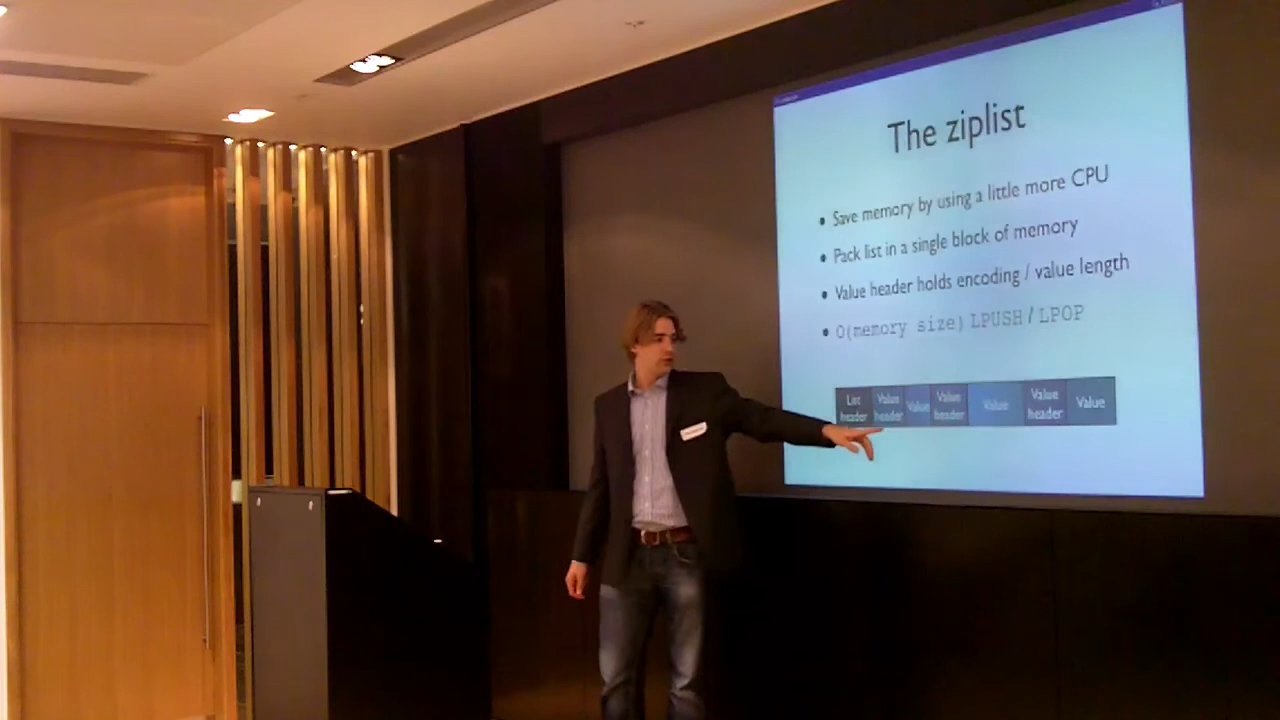 The ziplist
• Save memory by using a little more CPU
• Pack list in a single block of memory
• Value header holds encoding / value length
• O(memory size) LPUSH / LPOP
List header
Value header
Value
Value header
Value
Value header
Value